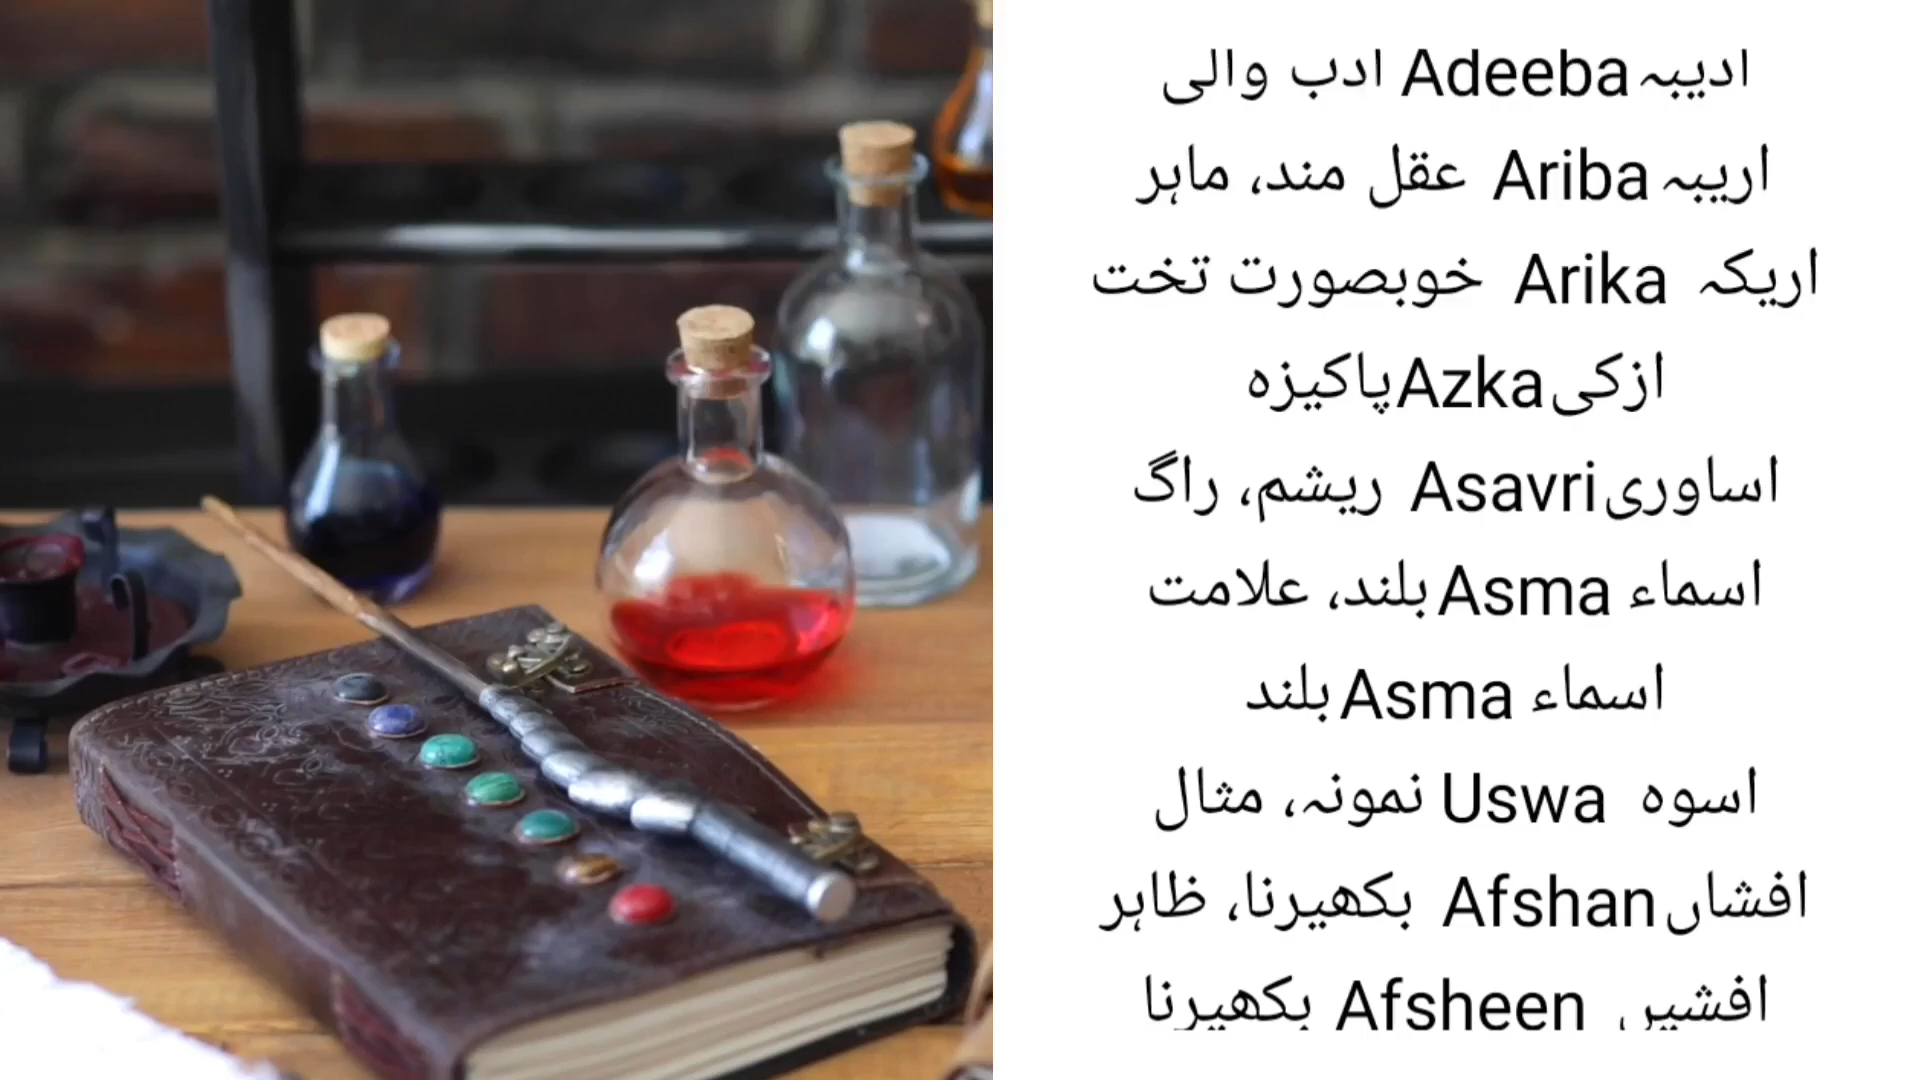 ادیبہ Adeeba ادب والی
اریبہ Ariba عقل مند، ماہر
اریکہ Arika خوبصورت تخت
ازکی Azka پاکیزہ
اساوری Asavri ریشم، راگ
اسماء Asma بلند، علامت
اسماء Asma بلند
اسوہ Uswa نمونہ، مثال
افشاں Afshan بکھیرنا، ظاہر
افشیں Afsheen بکھیرنا